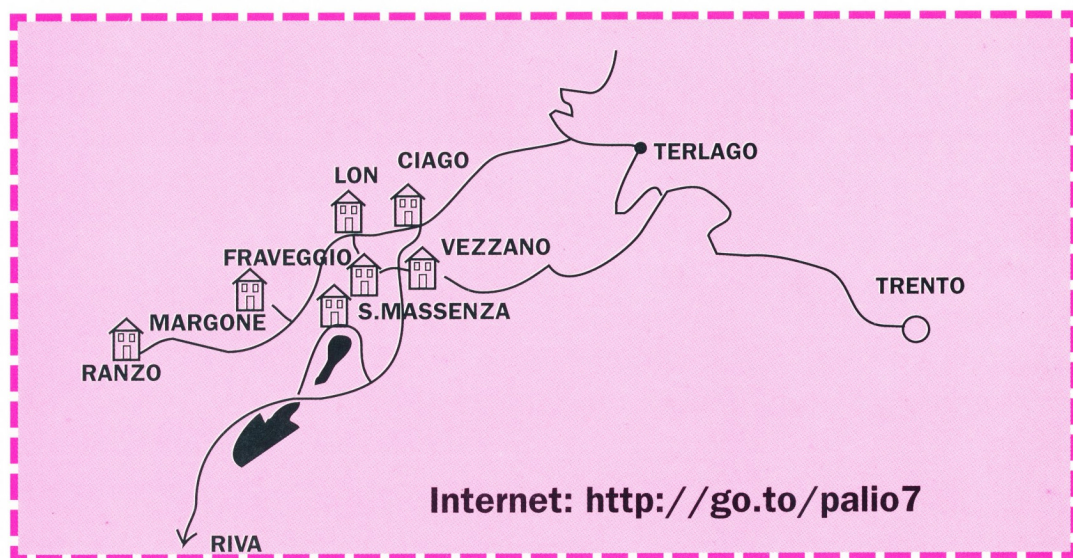 TERLAGO
CIAGO
LON
VEZZANO
FRAVEGGIO
TRENTO
S.MASSENZA
MARGONE
RANZO
Internet: http://go.to/palio7
RIVA